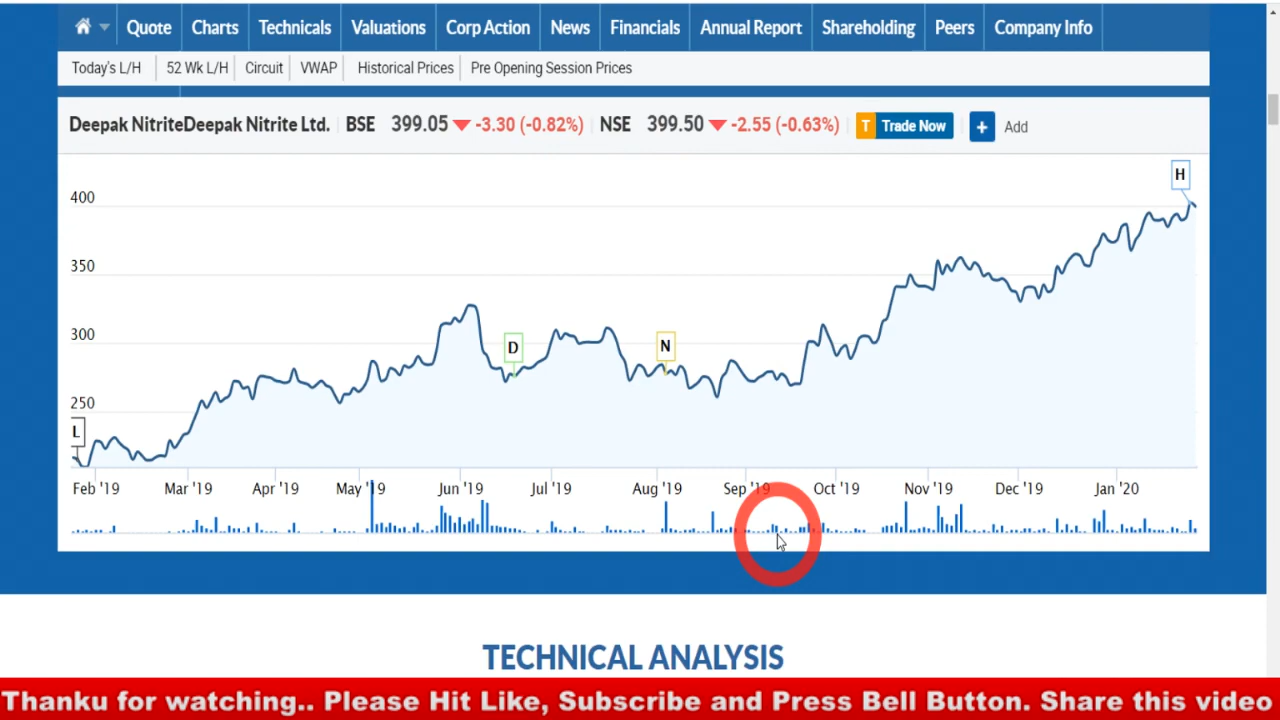 Quote Charts Technicals Valuations Corp Action News Financials Annual Report Shareholding Peers Company Info
Today's L/H 52 Wk L/H Circuit VWAP Historical Prices Pre Opening Session Prices
Deepak NitriteDeepak Nitrite Ltd. BSE 399.05 -3.30 (-0.82%) NSE 399.50 -2.55 (-0.63%) T Trade Now + Add
H
400
350
300
D
N
250
L
Feb '19 Mar '19 Apr '19 May '19 Jun '19 Jul '19 Aug '19 Sep '19 Oct '19 Nov '19 Dec '19 Jan '20
TECHNICAL ANALYSIS
Thanku for watching.. Please Hit Like, Subscribe and Press Bell Button. Share this video